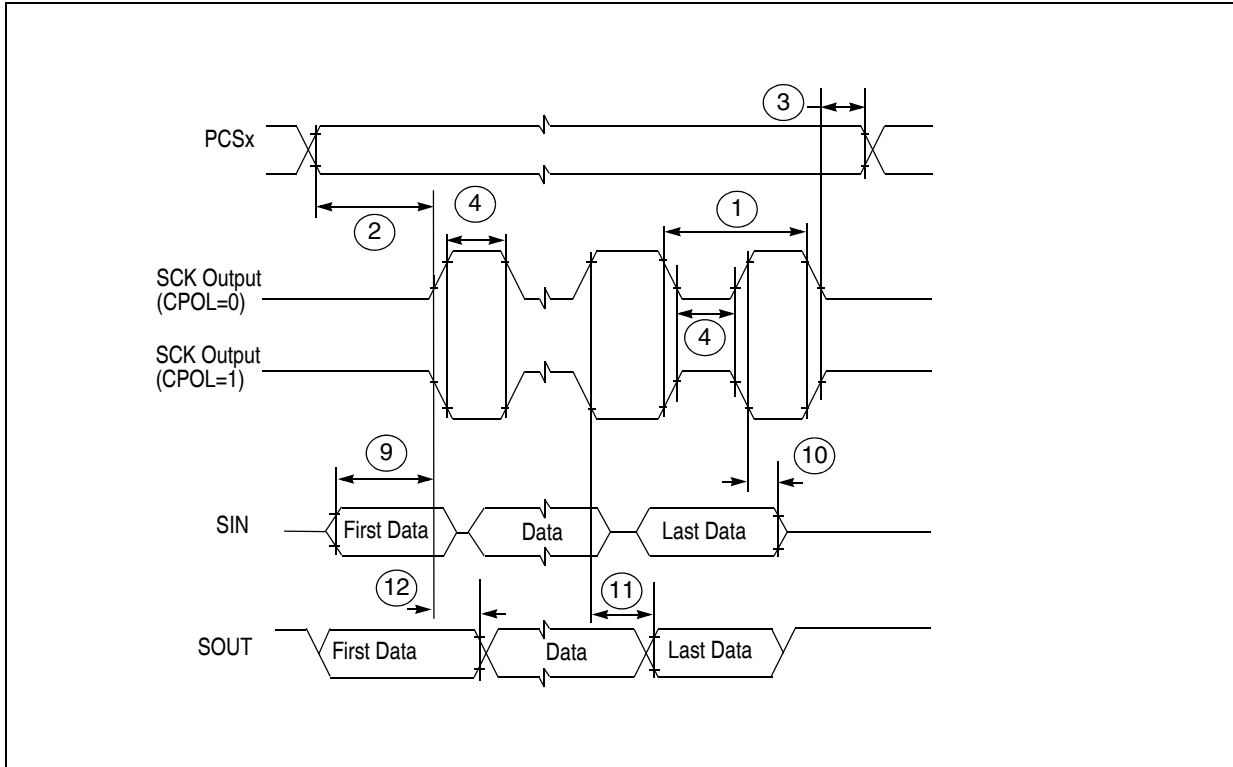 3
PCSx
2
4
1
SCK Output
(CPOL=0)
4
SCK Output
(CPOL=1)
9
10
SIN
First Data
Data
Last Data
12
11
SOUT
First Data
Data
Last Data